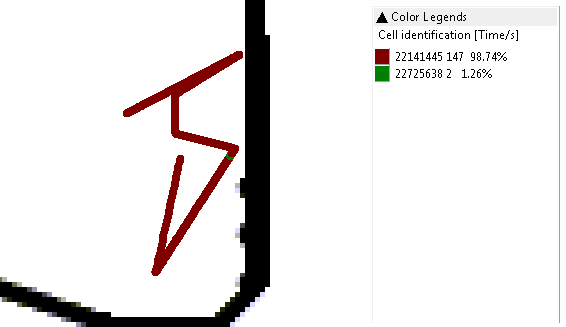 Color Legends
Cell identification [Time/s]
22141445 147 98.74%
22725638 2 1.26%